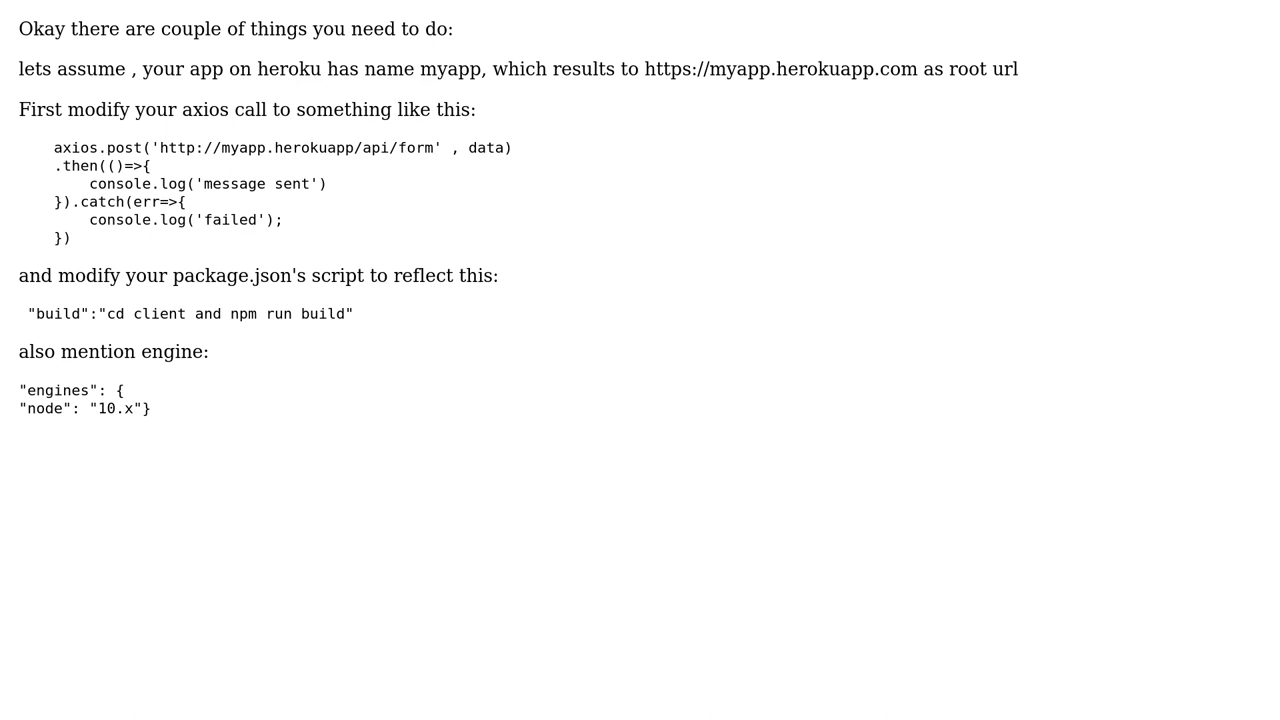 Okay there are couple of things you need to do:
lets assume , your app on heroku has name myapp, which results to https://myapp.herokuapp.com as root url
First modify your axios call to something like this:
    axios.post('http://myapp.herokuapp/api/form' , data)
    .then(()=>{
        console.log('message sent')
    }).catch(err=>{
        console.log('failed');
    })
and modify your package.json's script to reflect this:
 "build":"cd client and npm run build"
also mention engine:
"engines": {
"node": "10.x"}